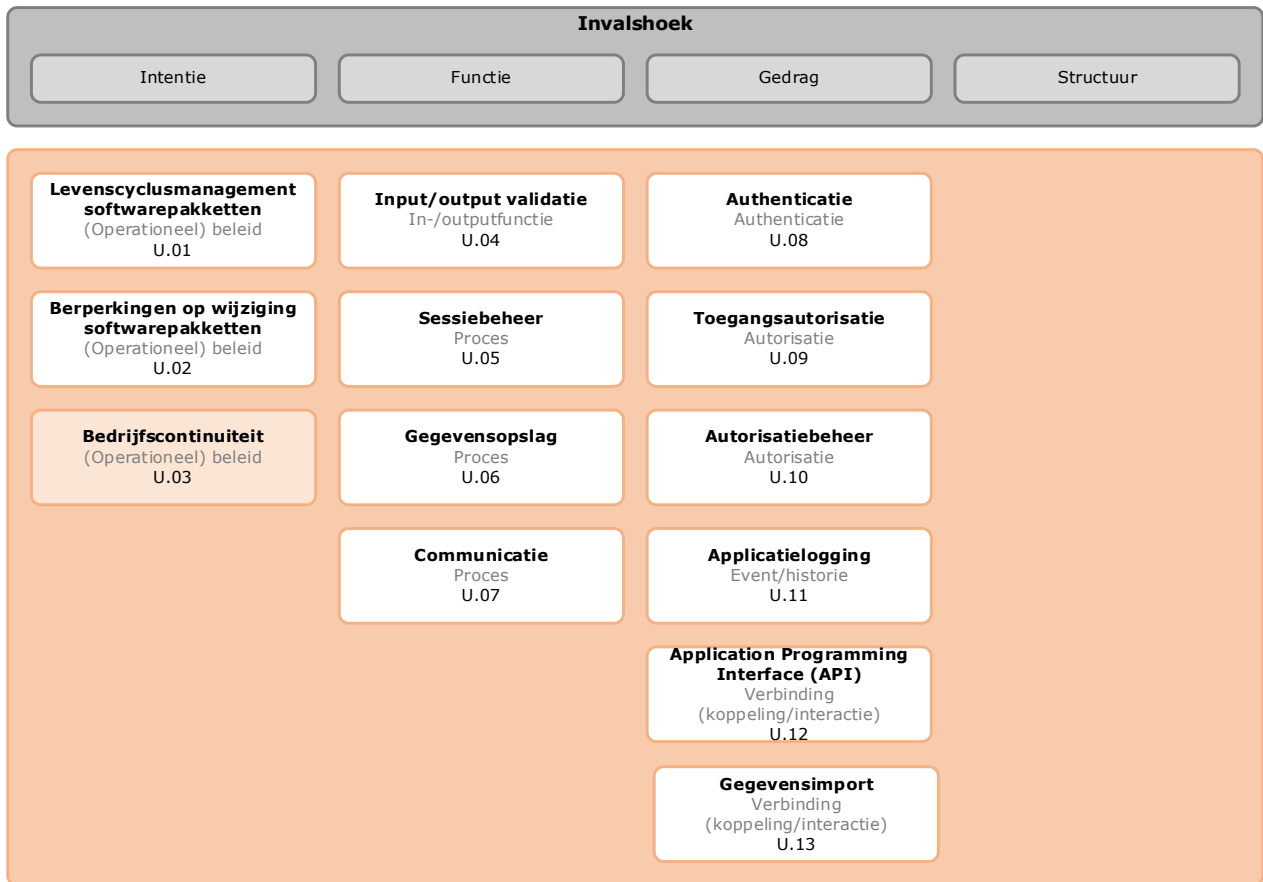 Invalshoek
Intentie
Functie
Gedrag
Structuur
Levenscyclusmanagement
softwarepakketten
(Operationeel) beleid
U.01
Input/output validatie
In-/outputfunctie
U.04
Authenticatie
Authenticatie
U.08
Berperkingen op wijziging
softwarepakketten
(Operationeel) beleid
U.02
Sessiebeheer
Proces
U.05
Toegangsautorisatie
Autorisatie
U.09
Bedrijfscontinuiteit
(Operationeel) beleid
U.03
Gegevensopslag
Proces
U.06
Autorisatiebeheer
Autorisatie
U.10
Communicatie
Proces
U.07
Applicatielogging
Event/historie
U.11
Application Programming
Interface (API)
Verbinding
(koppeling/interactie)
U.12
Gegevensimport
Verbinding
(koppeling/interactie)
U.13